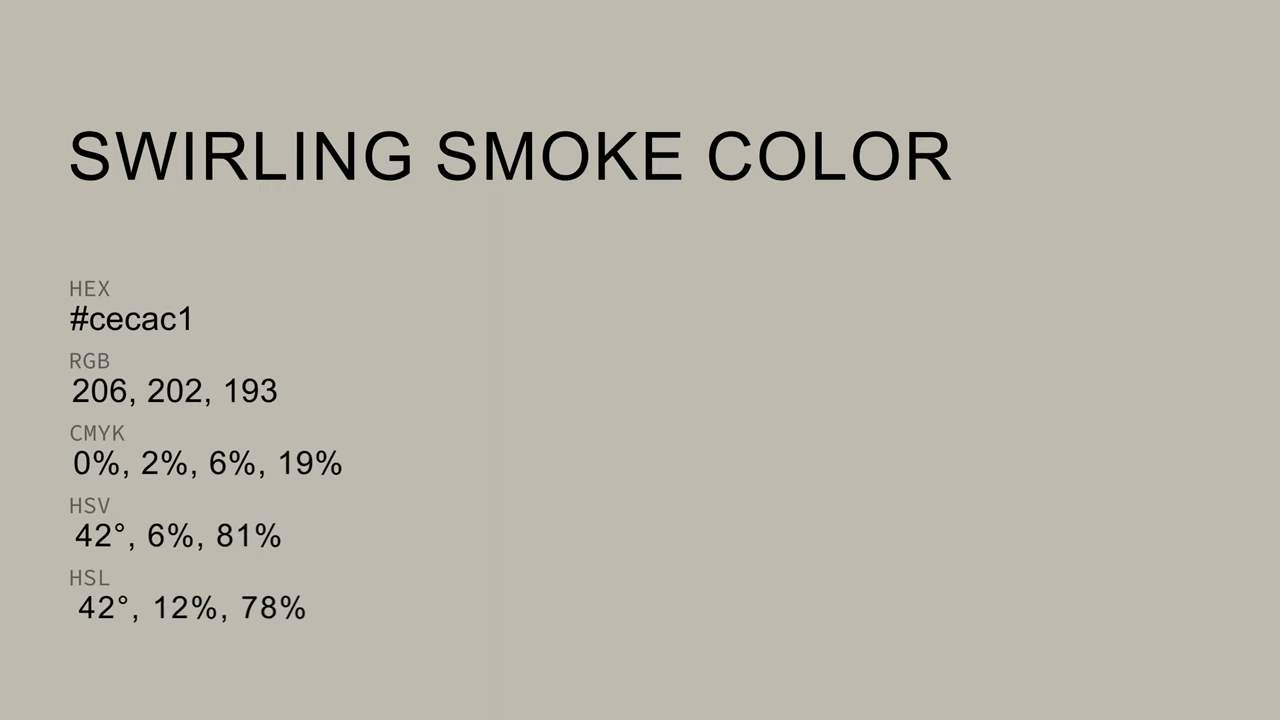 SWIRLING SMOKE COLOR
HEX
#cecac1
RGB
206, 202, 193
CMYK
0%, 2%, 6%, 19%
HSV
42°, 6%, 81%
HSL
42°, 12%, 78%